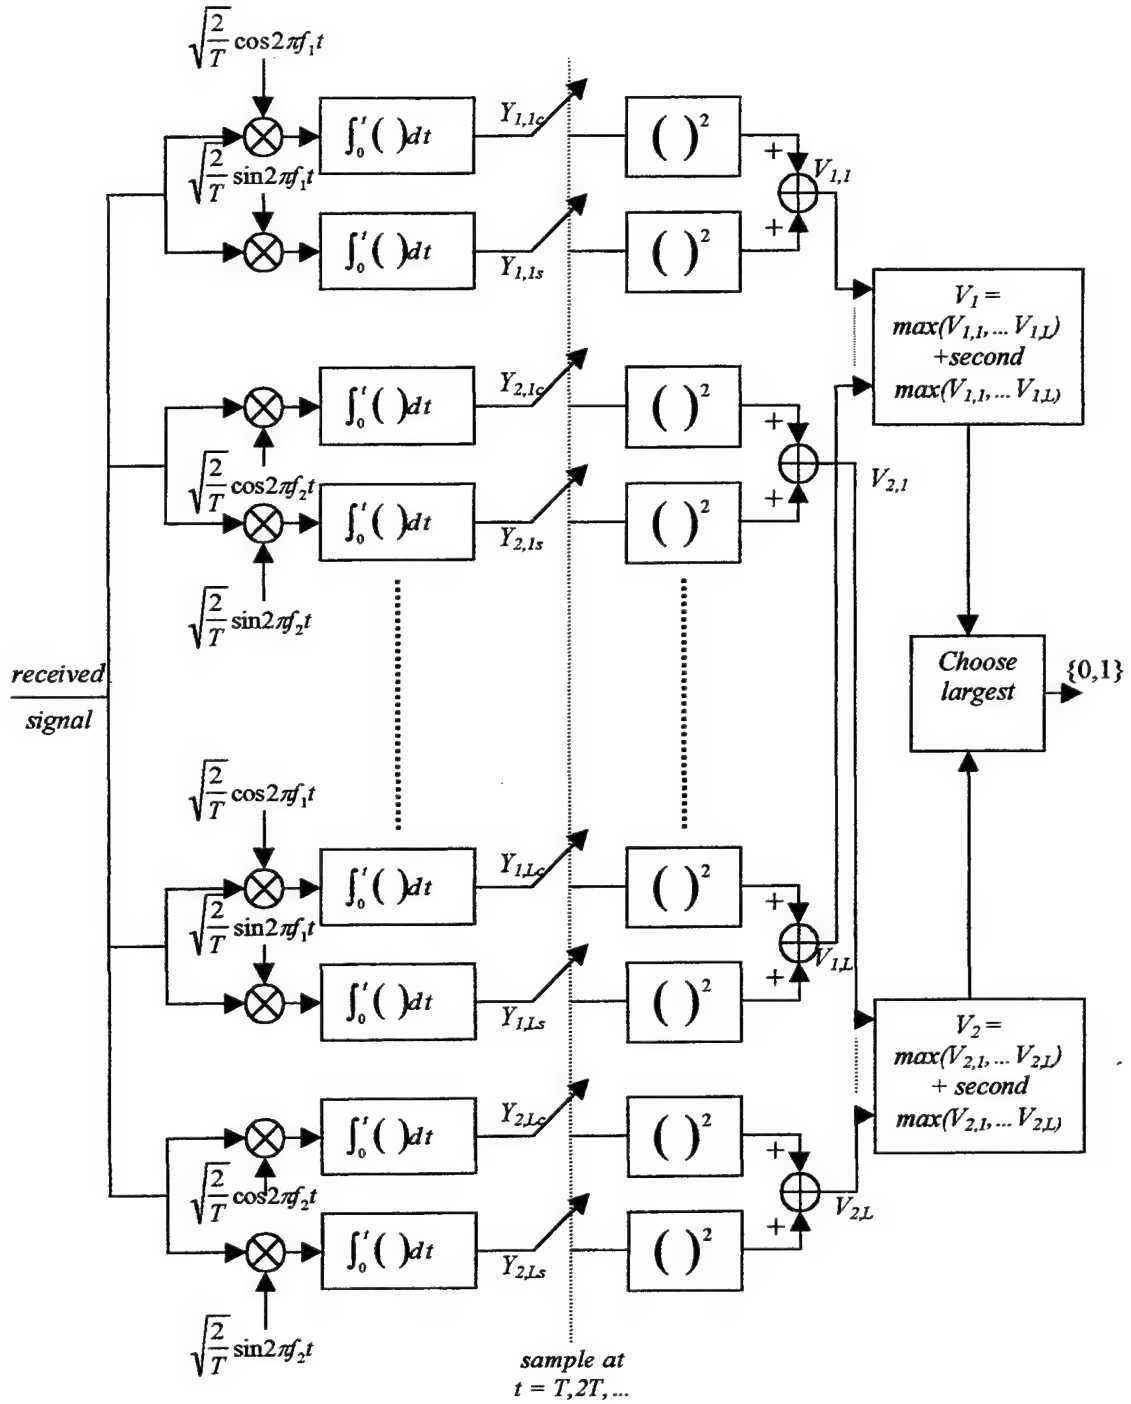 √(2/T) cos2πf₁t
∫₀ᵗ( )dt
Y₁,₁c
( )²
+
V₁,₁
√(2/T) sin2πf₁t
∫₀ᵗ( )dt
Y₁,₁s
( )²
+
V₁ =
max(V₁,₁,... V₁,L)
+second
max(V₁,₁,... V₁,L)
∫₀ᵗ( )dt
Y₂,₁c
( )²
+
√(2/T) cos2πf₂t
V₂,₁
∫₀ᵗ( )dt
Y₂,₁s
( )²
+
√(2/T) sin2πf₂t
received
signal
Choose
largest
{0,1}
√(2/T) cos2πf₁t
∫₀ᵗ( )dt
Y₁,Lc
( )²
+
√(2/T) sin2πf₁t
V₁,L
∫₀ᵗ( )dt
Y₁,Ls
( )²
+
V₂ =
max(V₂,₁,... V₂,L)
+ second
max(V₂,₁,... V₂,L)
∫₀ᵗ( )dt
Y₂,Lc
( )²
+
√(2/T) cos2πf₂t
V₂,L
∫₀ᵗ( )dt
Y₂,Ls
( )²
+
√(2/T) sin2πf₂t
sample at
t = T,2T,...